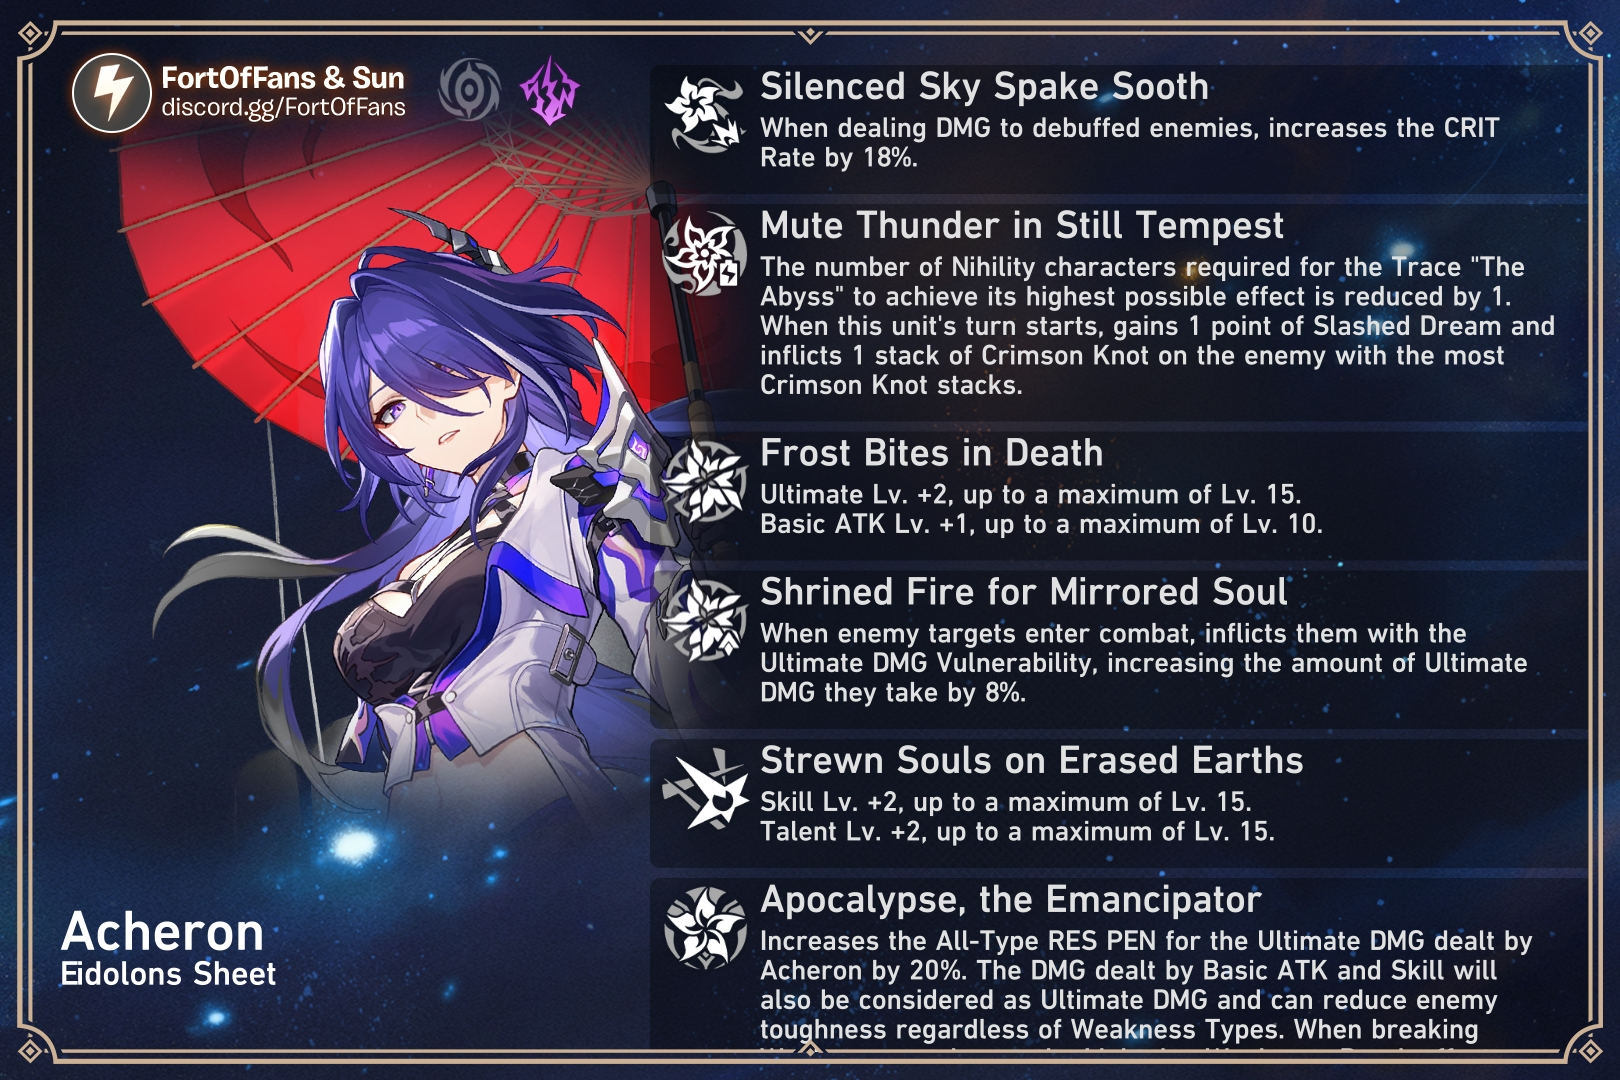 FortOfFans & Sun
discord.gg/FortOfFans
Silenced Sky Spake Sooth
When dealing DMG to debuffed enemies, increases the CRIT
Rate by 18%.
Mute Thunder in Still Tempest
The number of Nihility characters required for the Trace "The
Abyss" to achieve its highest possible effect is reduced by 1.
When this unit's turn starts, gains 1 point of Slashed Dream and
inflicts 1 stack of Crimson Knot on the enemy with the most
Crimson Knot stacks.
Frost Bites in Death
Ultimate Lv. +2, up to a maximum of Lv. 15.
Basic ATK Lv. +1, up to a maximum of Lv. 10.
Shrined Fire for Mirrored Soul
When enemy targets enter combat, inflicts them with the
Ultimate DMG Vulnerability, increasing the amount of Ultimate
DMG they take by 8%.
Strewn Souls on Erased Earths
Skill Lv. +2, up to a maximum of Lv. 15.
Talent Lv. +2, up to a maximum of Lv. 15.
Apocalypse, the Emancipator
Increases the All-Type RES PEN for the Ultimate DMG dealt by
Acheron by 20%. The DMG dealt by Basic ATK and Skill will
also be considered as Ultimate DMG and can reduce enemy
toughness regardless of Weakness Types. When breaking
Acheron
Eidolons Sheet